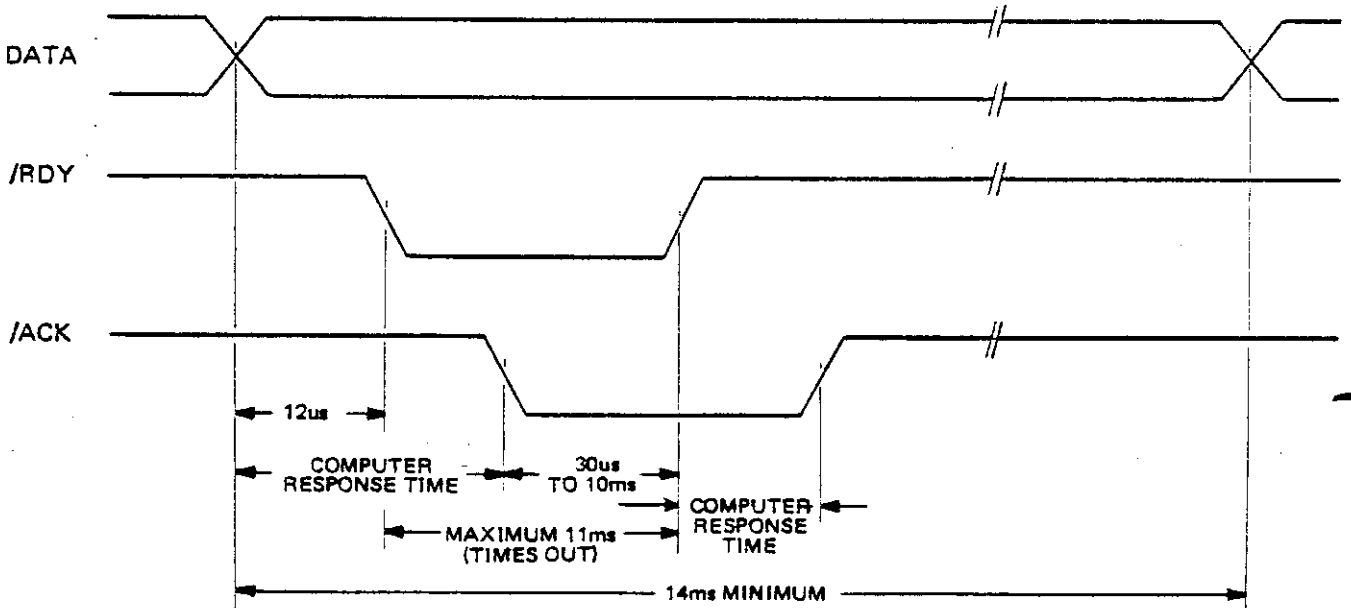 DATA
/RDY
/ACK
12us
COMPUTER
RESPONSE TIME
30us
TO 10ms
COMPUTER
RESPONSE
TIME
MAXIMUM 11ms
(TIMES OUT)
14ms MINIMUM